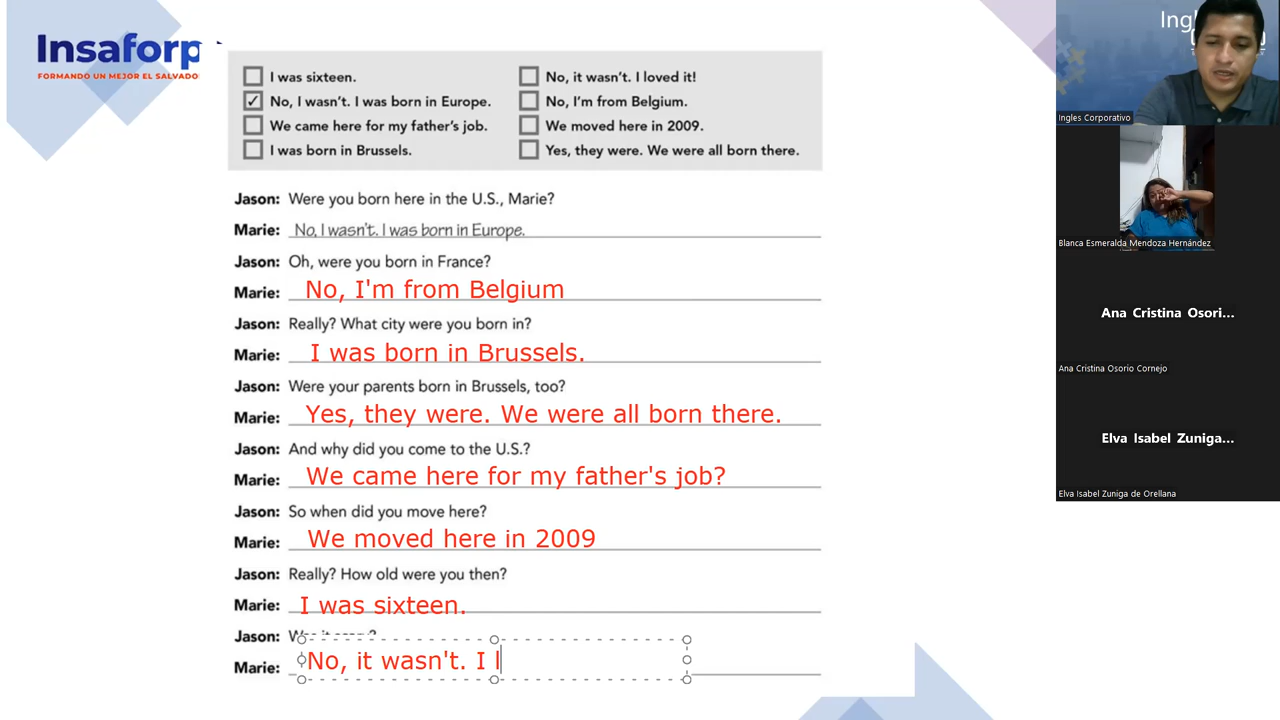 Insaforp
FORMANDO UN MEJOR EL SALVADO
I was sixteen.
✓ No, I wasn't. I was born in Europe.
We came here for my father's job.
I was born in Brussels.
No, it wasn't. I loved it!
No, I'm from Belgium.
We moved here in 2009.
Yes, they were. We were all born there.
Jason: Were you born here in the U.S., Marie?
Marie: No, I wasn't. I was born in Europe.
Jason: Oh, were you born in France?
Marie: No, I'm from Belgium
Jason: Really? What city were you born in?
Marie: I was born in Brussels.
Jason: Were your parents born in Brussels, too?
Marie: Yes, they were. We were all born there.
Jason: And why did you come to the U.S.?
Marie: We came here for my father's job?
Jason: So when did you move here?
Marie: We moved here in 2009
Jason: Really? How old were you then?
Marie: I was sixteen.
Jason:
Marie: No, it wasn't. I l
Ingl
Ingles Corporativo
Blanca Esmeralda Mendoza Hernández
Ana Cristina Osori...
Ana Cristina Osorio Cornejo
Elva Isabel Zuniga...
Elva Isabel Zuniga de Orellana